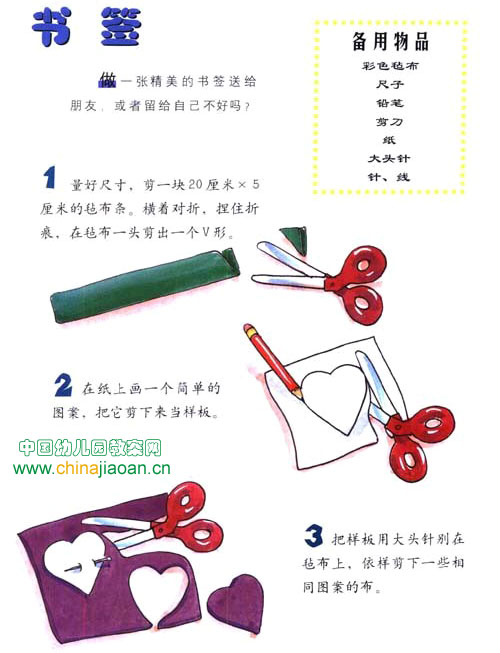 书签
备用物品
彩色毡布
尺子
铅笔
剪刀
纸
大头针
针、线
做一张精美的书签送给
朋友，或者留给自己不好吗？
1 量好尺寸，剪一块20厘米×5
厘米的毡布条。横着对折，捏住折
痕，在毡布一头剪出一个V形。
2 在纸上画一个简单的
图案，把它剪下来当样板。
中国幼儿园教案网
www.chinajiaoan.cn
3 把样板用大头针别在
毡布上，依样剪下一些相
同图案的布。